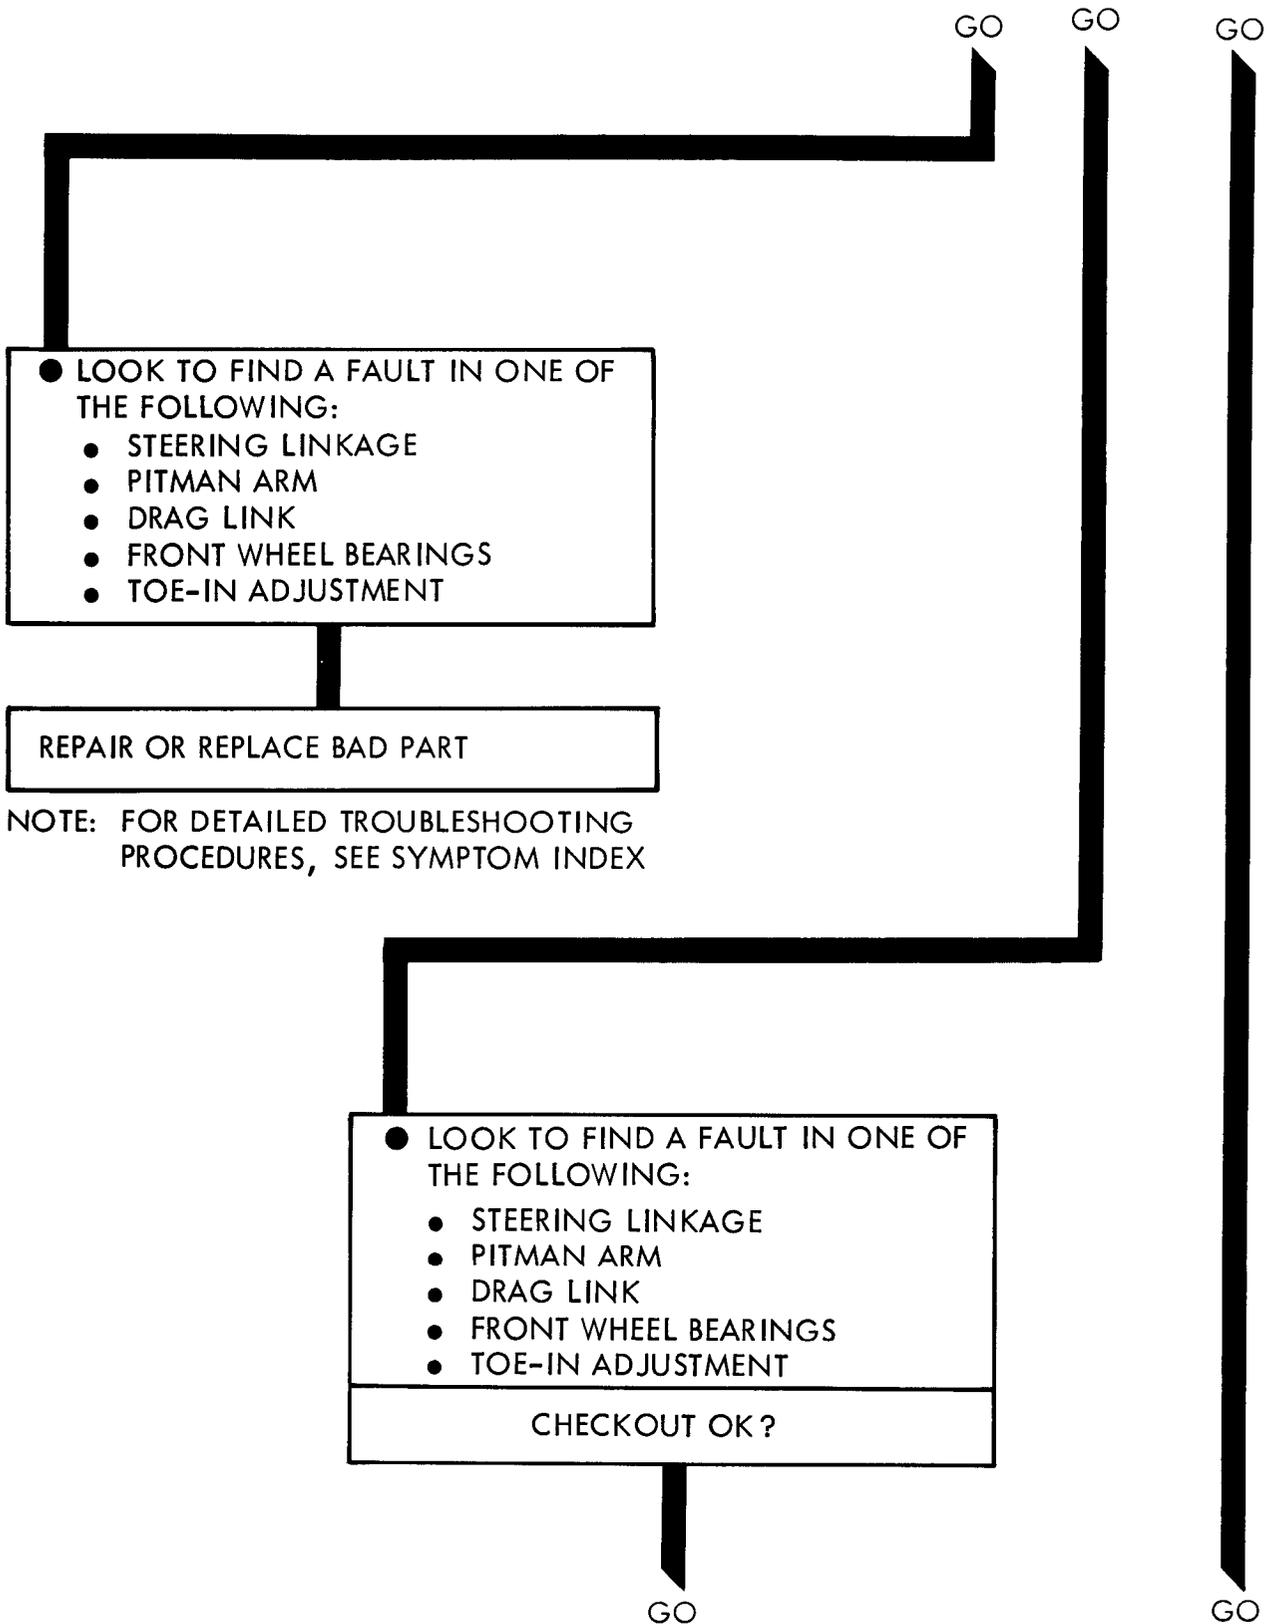 GO GO GO
● LOOK TO FIND A FAULT IN ONE OF
THE FOLLOWING:
● STEERING LINKAGE
● PITMAN ARM
● DRAG LINK
● FRONT WHEEL BEARINGS
● TOE-IN ADJUSTMENT
REPAIR OR REPLACE BAD PART
NOTE: FOR DETAILED TROUBLESHOOTING
PROCEDURES, SEE SYMPTOM INDEX
● LOOK TO FIND A FAULT IN ONE OF
THE FOLLOWING:
● STEERING LINKAGE
● PITMAN ARM
● DRAG LINK
● FRONT WHEEL BEARINGS
● TOE-IN ADJUSTMENT
CHECKOUT OK?
GO GO